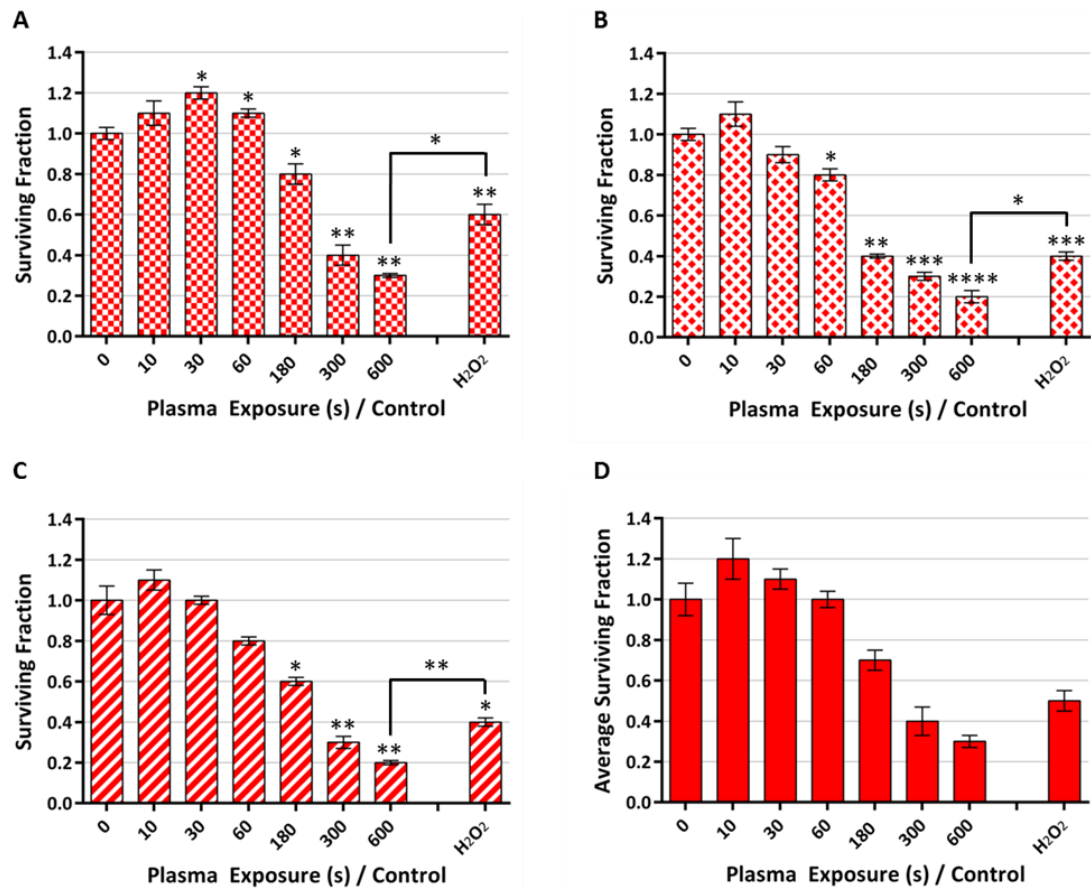 A
1.4
1.2
1.0
0.8
0.6
0.4
0.2
0.0
Surviving Fraction
* * * ** ** * **
0 10 30 60 180 300 600 H₂O₂
Plasma Exposure (s) / Control
B
1.4
1.2
1.0
0.8
0.6
0.4
0.2
0.0
Surviving Fraction
* ** *** **** * ***
0 10 30 60 180 300 600 H₂O₂
Plasma Exposure (s) / Control
C
1.4
1.2
1.0
0.8
0.6
0.4
0.2
0.0
Surviving Fraction
* ** ** ** *
0 10 30 60 180 300 600 H₂O₂
Plasma Exposure (s) / Control
D
1.4
1.2
1.0
0.8
0.6
0.4
0.2
0.0
Average Surviving Fraction
0 10 30 60 180 300 600 H₂O₂
Plasma Exposure (s) / Control